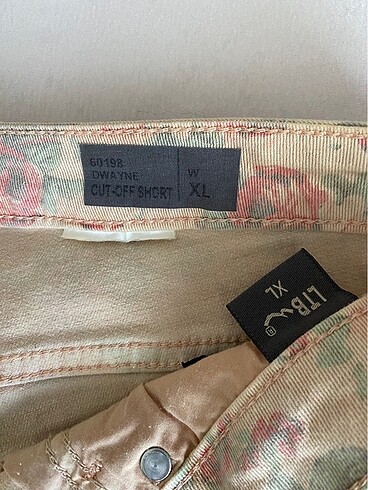 60198
DWAYNE
CUT-OFF SHORT
W
XL
LTB
XL